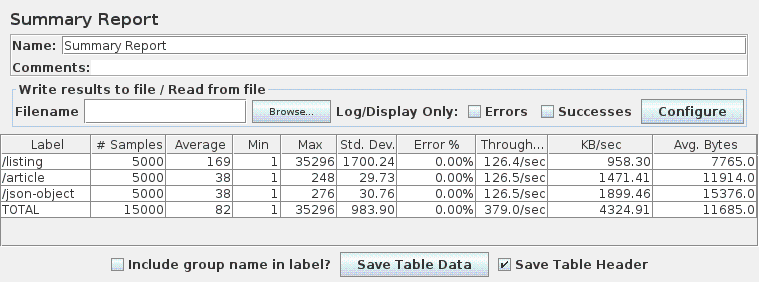 Summary Report
Name: Summary Report
Comments:
Write results to file / Read from file
Filename Browse... Log/Display Only: Errors Successes Configure
Label # Samples Average Min Max Std. Dev. Error % Through... KB/sec Avg. Bytes
/listing 5000 169 1 35296 1700.24 0.00% 126.4/sec 958.30 7765.0
/article 5000 38 1 248 29.73 0.00% 126.5/sec 1471.41 11914.0
/json-object 5000 38 1 276 30.76 0.00% 126.5/sec 1899.46 15376.0
TOTAL 15000 82 1 35296 983.90 0.00% 379.0/sec 4324.91 11685.0
Include group name in label? Save Table Data Save Table Header